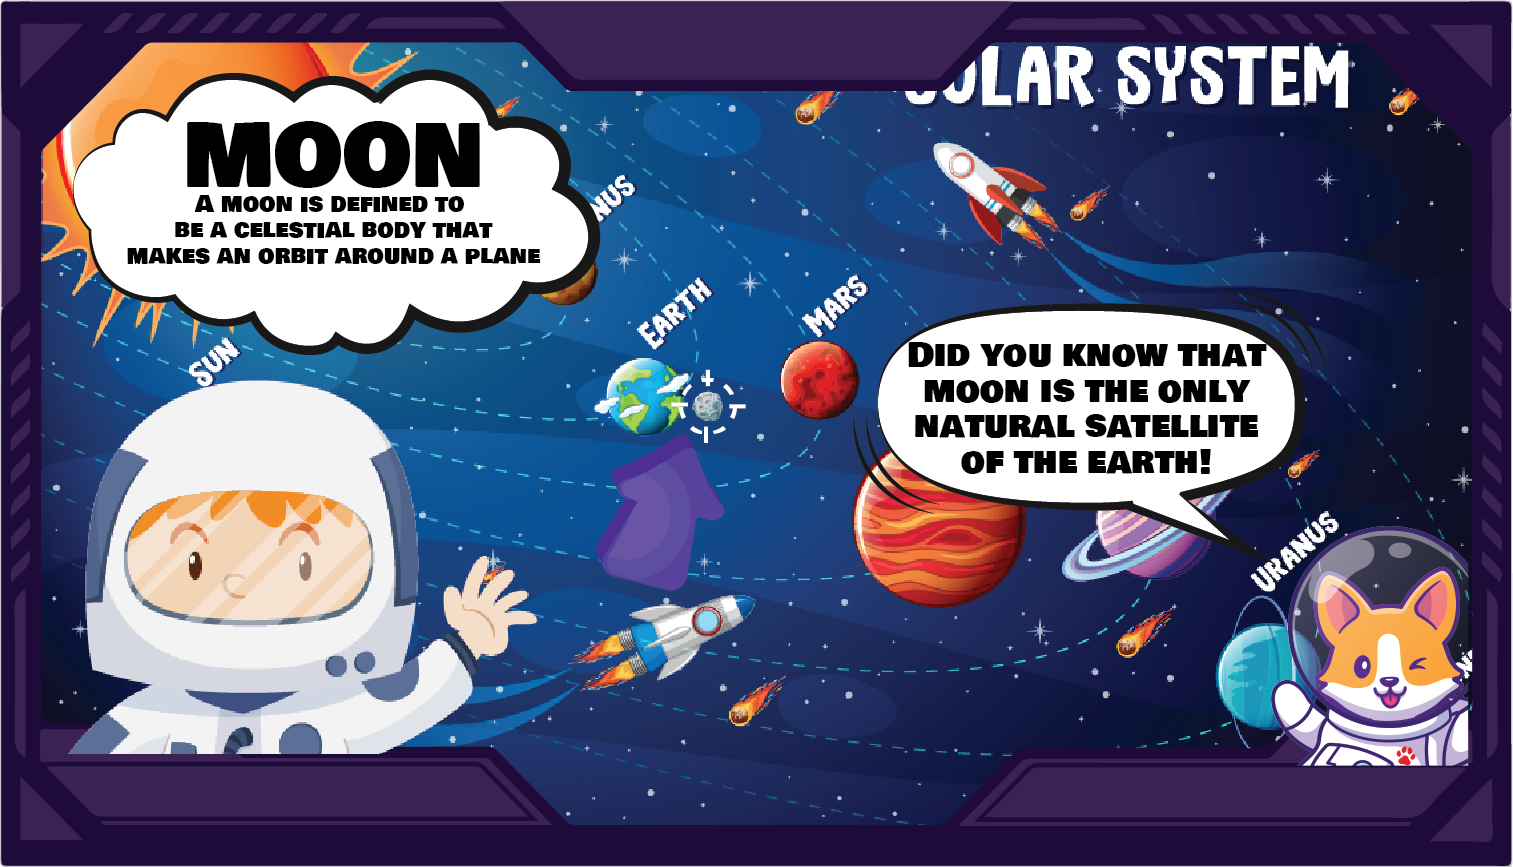 SOLAR SYSTEM
MOON
A MOON IS DEFINED TO
BE A CELESTIAL BODY THAT
MAKES AN ORBIT AROUND A PLANE
NUS
EARTH
MARS
SUN
DID YOU KNOW THAT
MOON IS THE ONLY
NATURAL SATELLITE
OF THE EARTH!
URANUS